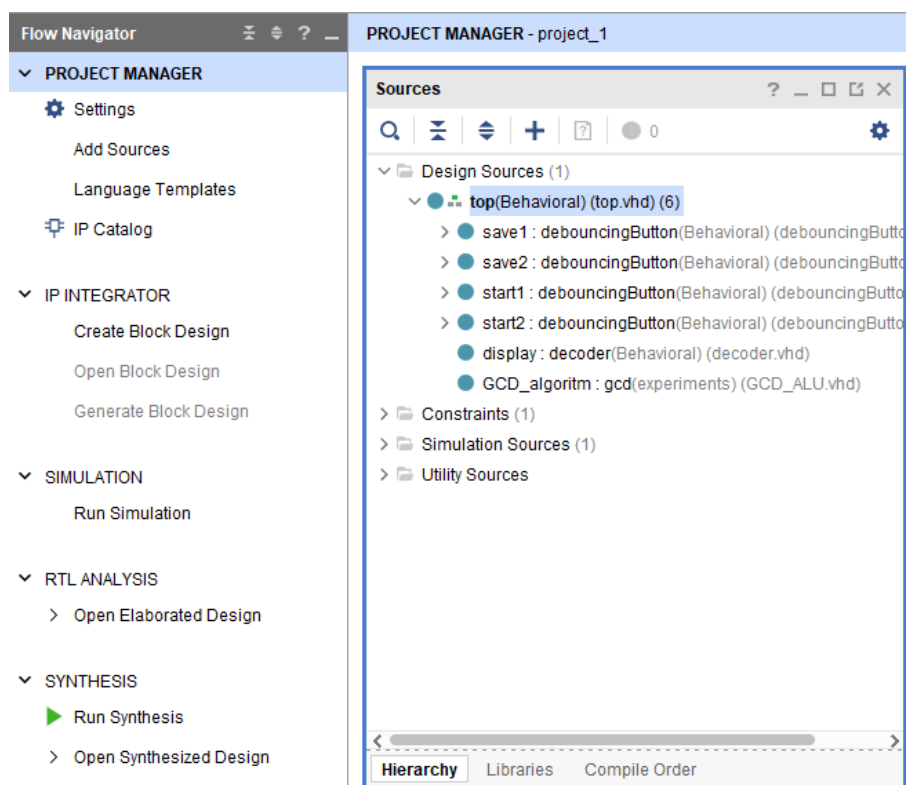 Flow Navigator ? _
PROJECT MANAGER
Settings
Add Sources
Language Templates
IP Catalog
IP INTEGRATOR
Create Block Design
Open Block Design
Generate Block Design
SIMULATION
Run Simulation
RTL ANALYSIS
Open Elaborated Design
SYNTHESIS
Run Synthesis
Open Synthesized Design
PROJECT MANAGER - project_1
Sources ? _
? 0
Design Sources (1)
top(Behavioral) (top.vhd) (6)
save1 : debouncingButton(Behavioral) (debouncingButto
save2 : debouncingButton(Behavioral) (debouncingButto
start1 : debouncingButton(Behavioral) (debouncingButto
start2 : debouncingButton(Behavioral) (debouncingButto
display : decoder(Behavioral) (decoder.vhd)
GCD_algoritm : gcd(experiments) (GCD_ALU.vhd)
Constraints (1)
Simulation Sources (1)
Utility Sources
Hierarchy Libraries Compile Order